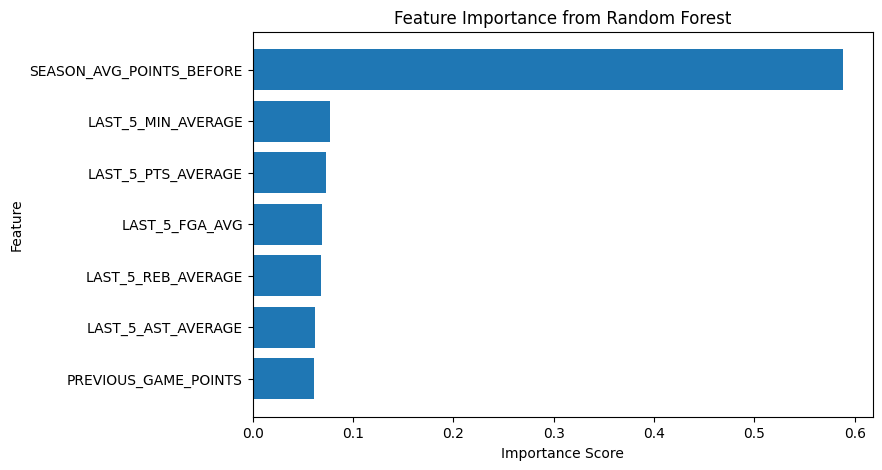 Feature Importance from Random Forest
Feature
SEASON_AVG_POINTS_BEFORE
LAST_5_MIN_AVERAGE
LAST_5_PTS_AVERAGE
LAST_5_FGA_AVG
LAST_5_REB_AVERAGE
LAST_5_AST_AVERAGE
PREVIOUS_GAME_POINTS
0.0 0.1 0.2 0.3 0.4 0.5 0.6
Importance Score